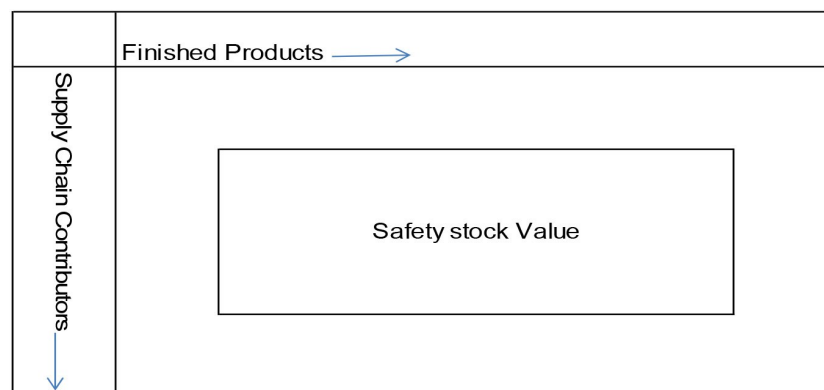 Finished Products
Supply Chain Contributors
Safety stock Value